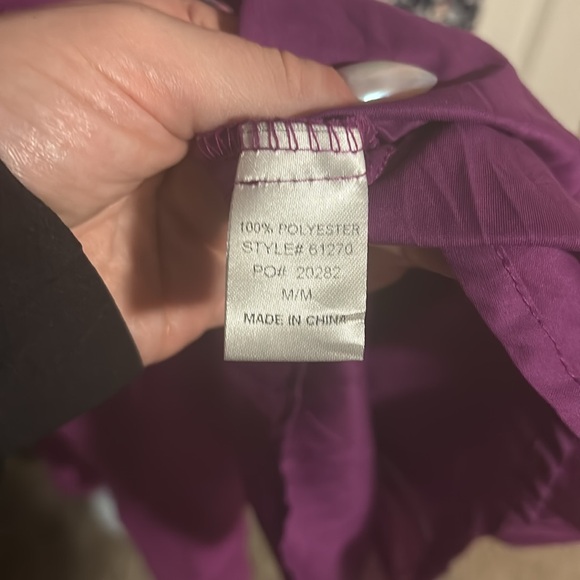 100% POLYESTER
STYLE# 61270
PO# 20282
M/M
MADE IN CHINA